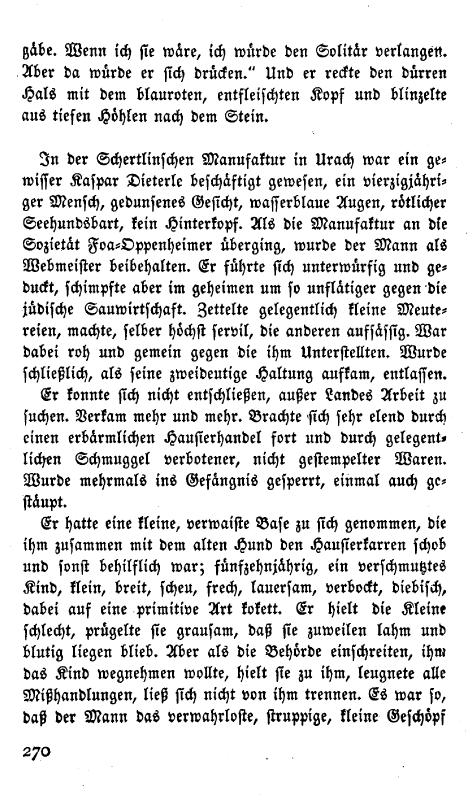 gäbe. Wenn ich sie wäre, ich würde den Solitär verlangen.
Aber da würde er sich drücken.“ Und er reckte den dürren
Hals mit dem blauroten, entfleischten Kopf und blinzelte
aus tiefen Höhlen nach dem Stein.
In der Schertlinschen Manufaktur in Urach war ein ge-
wisser Kaspar Dieterle beschäftigt gewesen, ein vierzigjähri-
ger Mensch, gedunsenes Gesicht, wasserblaue Augen, rötlicher
Seehundsbart, kein Hinterkopf. Als die Manufaktur an die
Sozietät Foa-Oppenheimer überging, wurde der Mann als
Webmeister beibehalten. Er führte sich unterwürfig und ge-
duckt, schimpfte aber im geheimen um so unflätiger gegen die
jüdische Sauwirtschaft. Zettelte gelegentlich kleine Meute-
reien, machte, selber höchst servil, die anderen aufsässig. War
dabei roh und gemein gegen die ihm Unterstellten. Wurde
schließlich, als seine zweideutige Haltung aufkam, entlassen.
Er konnte sich nicht entschließen, außer Landes Arbeit zu
suchen. Verkam mehr und mehr. Brachte sich sehr elend durch
einen erbärmlichen Hausierhandel fort und durch gelegent-
lichen Schmuggel verbotener, nicht gestempelter Waren.
Wurde mehrmals ins Gefängnis gesperrt, einmal auch ge-
stäupt.
Er hatte eine kleine, verwaiste Base zu sich genommen, die
ihm zusammen mit dem alten Hund den Hausierkarren schob
und sonst behilflich war; fünfzehnjährig, ein verschmutztes
Kind, klein, breit, scheu, frech, lauersam, verbockt, diebisch,
dabei auf eine primitive Art kokett. Er hielt die Kleine
schlecht, prügelte sie grausam, daß sie zuweilen lahm und
blutig liegen blieb. Aber als die Behörde einschreiten, ihm
das Kind wegnehmen wollte, hielt sie zu ihm, leugnete alle
Mißhandlungen, ließ sich nicht von ihm trennen. Es war so,
daß der Mann das verwahrloste, struppige, kleine Geschöpf
270